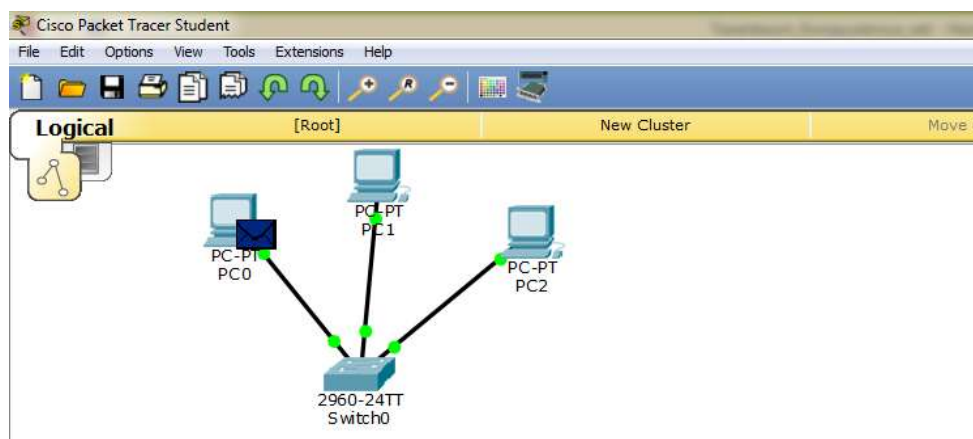 Cisco Packet Tracer Student
File Edit Options View Tools Extensions Help
Logical [Root] New Cluster Move
PC-PT
PC1
PC-PT
PC0
PC-PT
PC2
2960-24TT
Switch0